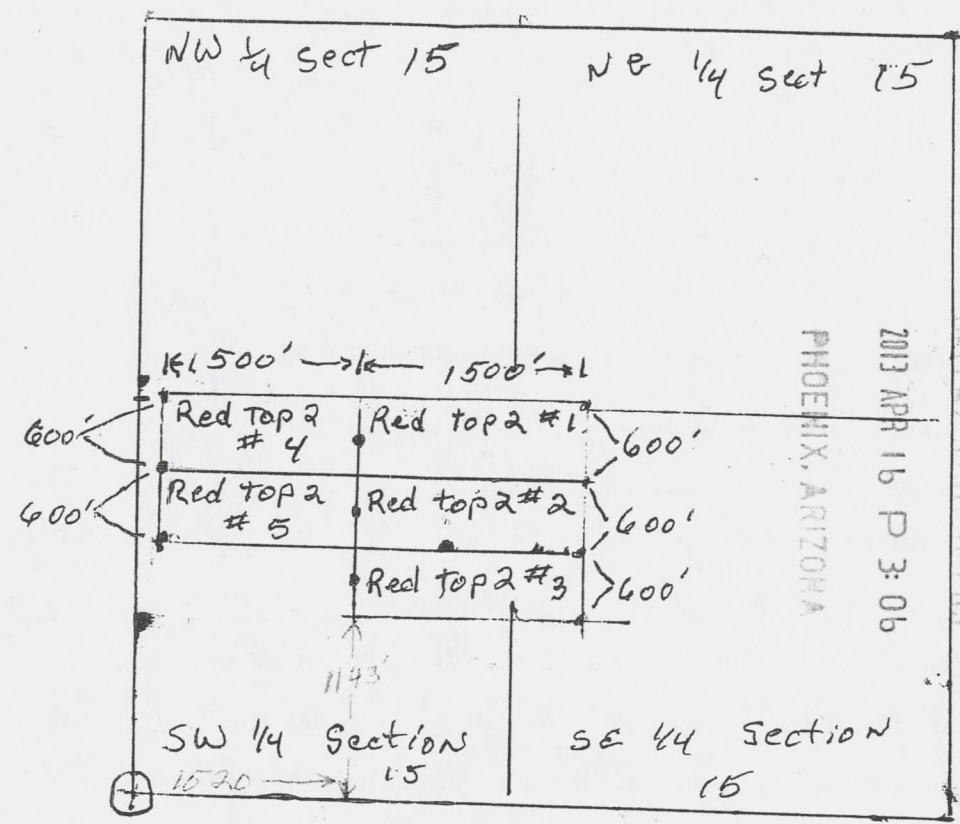 NW 1/4 Sect 15
NE 1/4 Sect 15
1500'
1500'
Red Top 2
# 4
Red top 2 #1
600'
600'
Red top 2
# 5
Red top 2 #2
600'
600'
Red top 2 #3
600'
1143'
SW 1/4 Section
15
SE 1/4 Section
15
1520
2013 APR 16 P 3:06
PHOENIX, ARIZONA